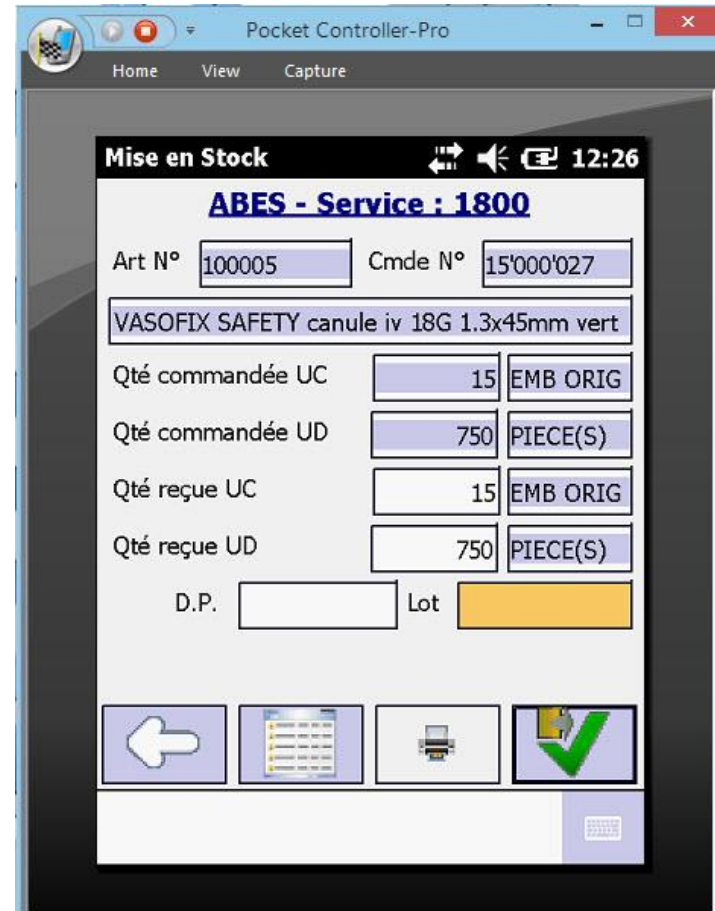 Pocket Controller-Pro
Home View Capture
Mise en Stock 12:26
ABES - Service : 1800
Art N° 100005 Cmde N° 15'000'027
VASOFIX SAFETY canule iv 18G 1.3x45mm vert
Qté commandée UC 15 EMB ORIG
Qté commandée UD 750 PIECE(S)
Qté reçue UC 15 EMB ORIG
Qté reçue UD 750 PIECE(S)
D.P. Lot